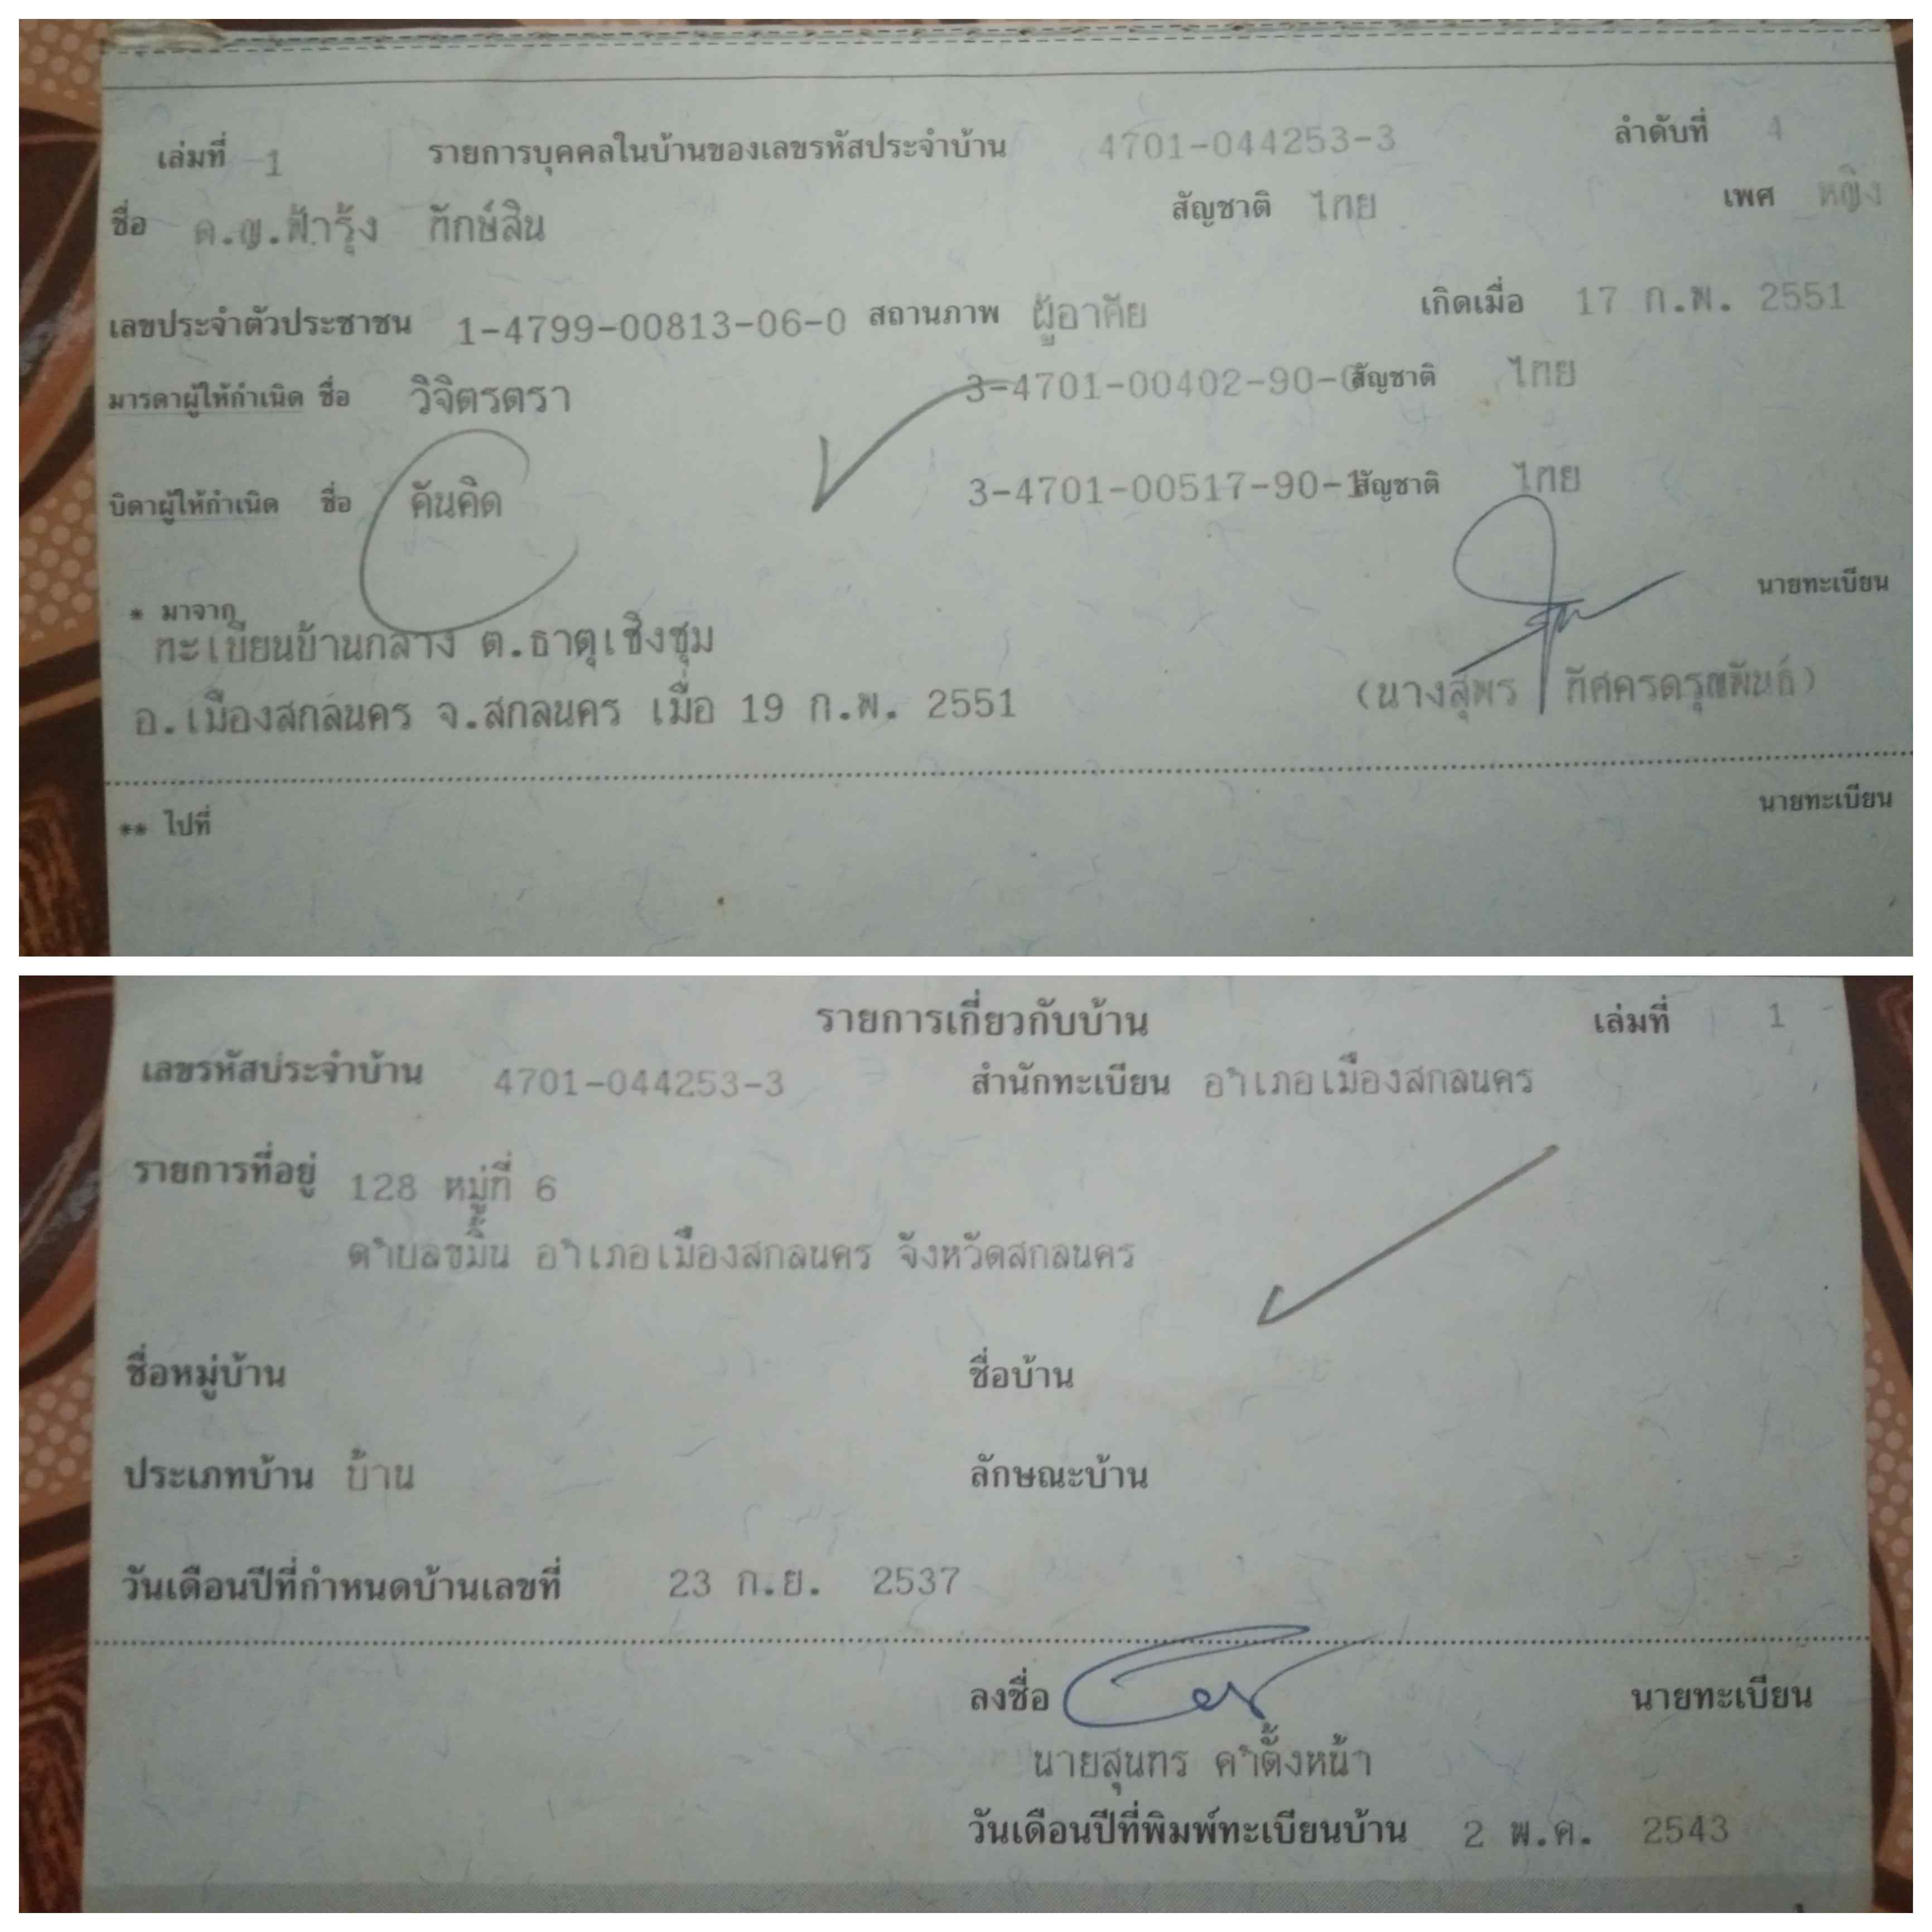 เล่มที่ 1 รายการบุคคลในบ้านของเลขรหัสประจำบ้าน 4701-044253-3 ลำดับที่ 4
ชื่อ ด.ญ.ฟ้ารุ้ง ทักษ์สิน สัญชาติ ไทย เพศ หญิง
เลขประจำตัวประชาชน 1-4799-00813-06-0 สถานภาพ ผู้อาศัย เกิดเมื่อ 17 ก.พ. 2551
มารดาผู้ให้กำเนิด ชื่อ วิจิตรตรา 3-4701-00402-90- สัญชาติ ไทย
บิดาผู้ให้กำเนิด ชื่อ คันคิด 3-4701-00517-90-1 สัญชาติ ไทย
* มาจาก นายทะเบียน
ทะเบียนบ้านกลาง ต.ธาตุเชิงชุม
อ.เมืองสกลนคร จ.สกลนคร เมื่อ 19 ก.พ. 2551 (นางสุพร ทัศครดรุณพันธ์)
** ไปที่ นายทะเบียน
รายการเกี่ยวกับบ้าน เล่มที่ 1
เลขรหัสประจำบ้าน 4701-044253-3 สำนักทะเบียน อำเภอเมืองสกลนคร
รายการที่อยู่ 128 หมู่ที่ 6
ตำบลขมิ้น อำเภอเมืองสกลนคร จังหวัดสกลนคร
ชื่อหมู่บ้าน ชื่อบ้าน
ประเภทบ้าน บ้าน ลักษณะบ้าน
วันเดือนปีที่กำหนดบ้านเลขที่ 23 ก.ย. 2537
ลงชื่อ นายทะเบียน
นายสุนทร คำตั้งหน้า
วันเดือนปีที่พิมพ์ทะเบียนบ้าน 2 พ.ค. 2543